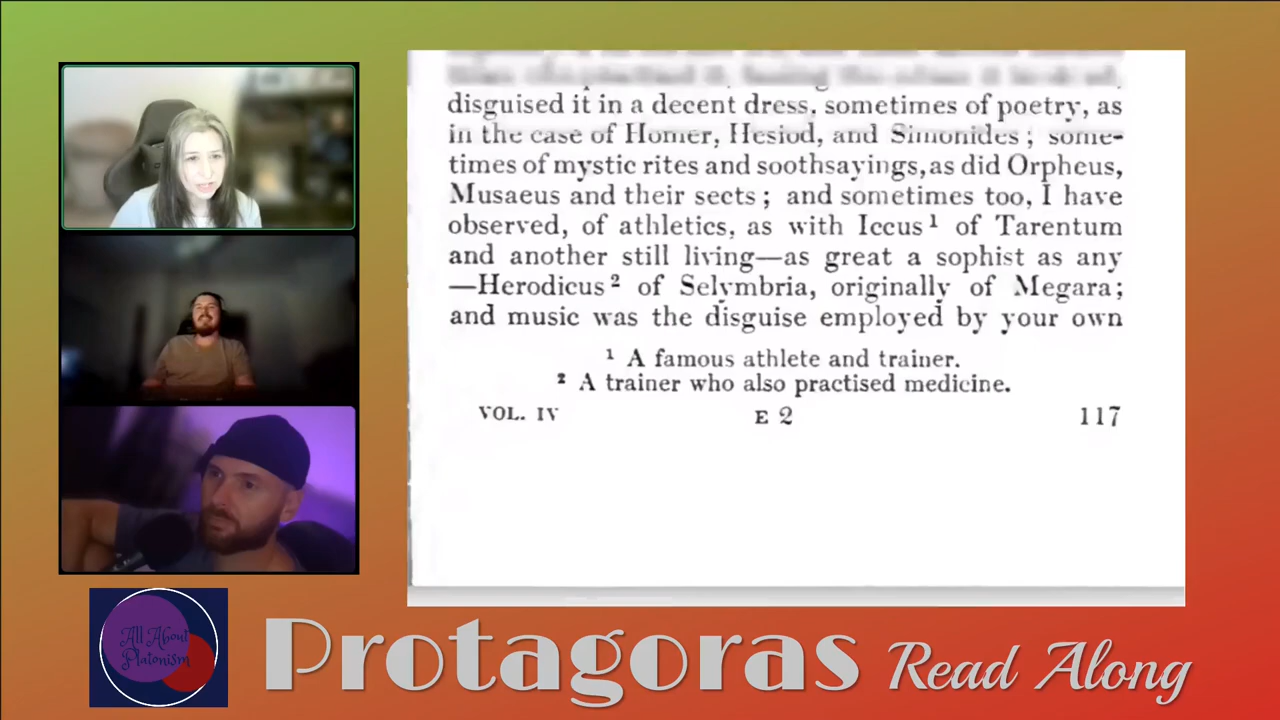 disguised it in a decent dress, sometimes of poetry, as
in the case of Homer, Hesiod, and Simonides ; some-
times of mystic rites and soothsayings, as did Orpheus,
Musaeus and their sects ; and sometimes too, I have
observed, of athletics, as with Iccus ¹ of Tarentum
and another still living—as great a sophist as any
—Herodicus ² of Selymbria, originally of Megara;
and music was the disguise employed by your own
¹ A famous athlete and trainer.
² A trainer who also practised medicine.
VOL. IV E 2 117
All About
Platonism
Protagoras Read Along